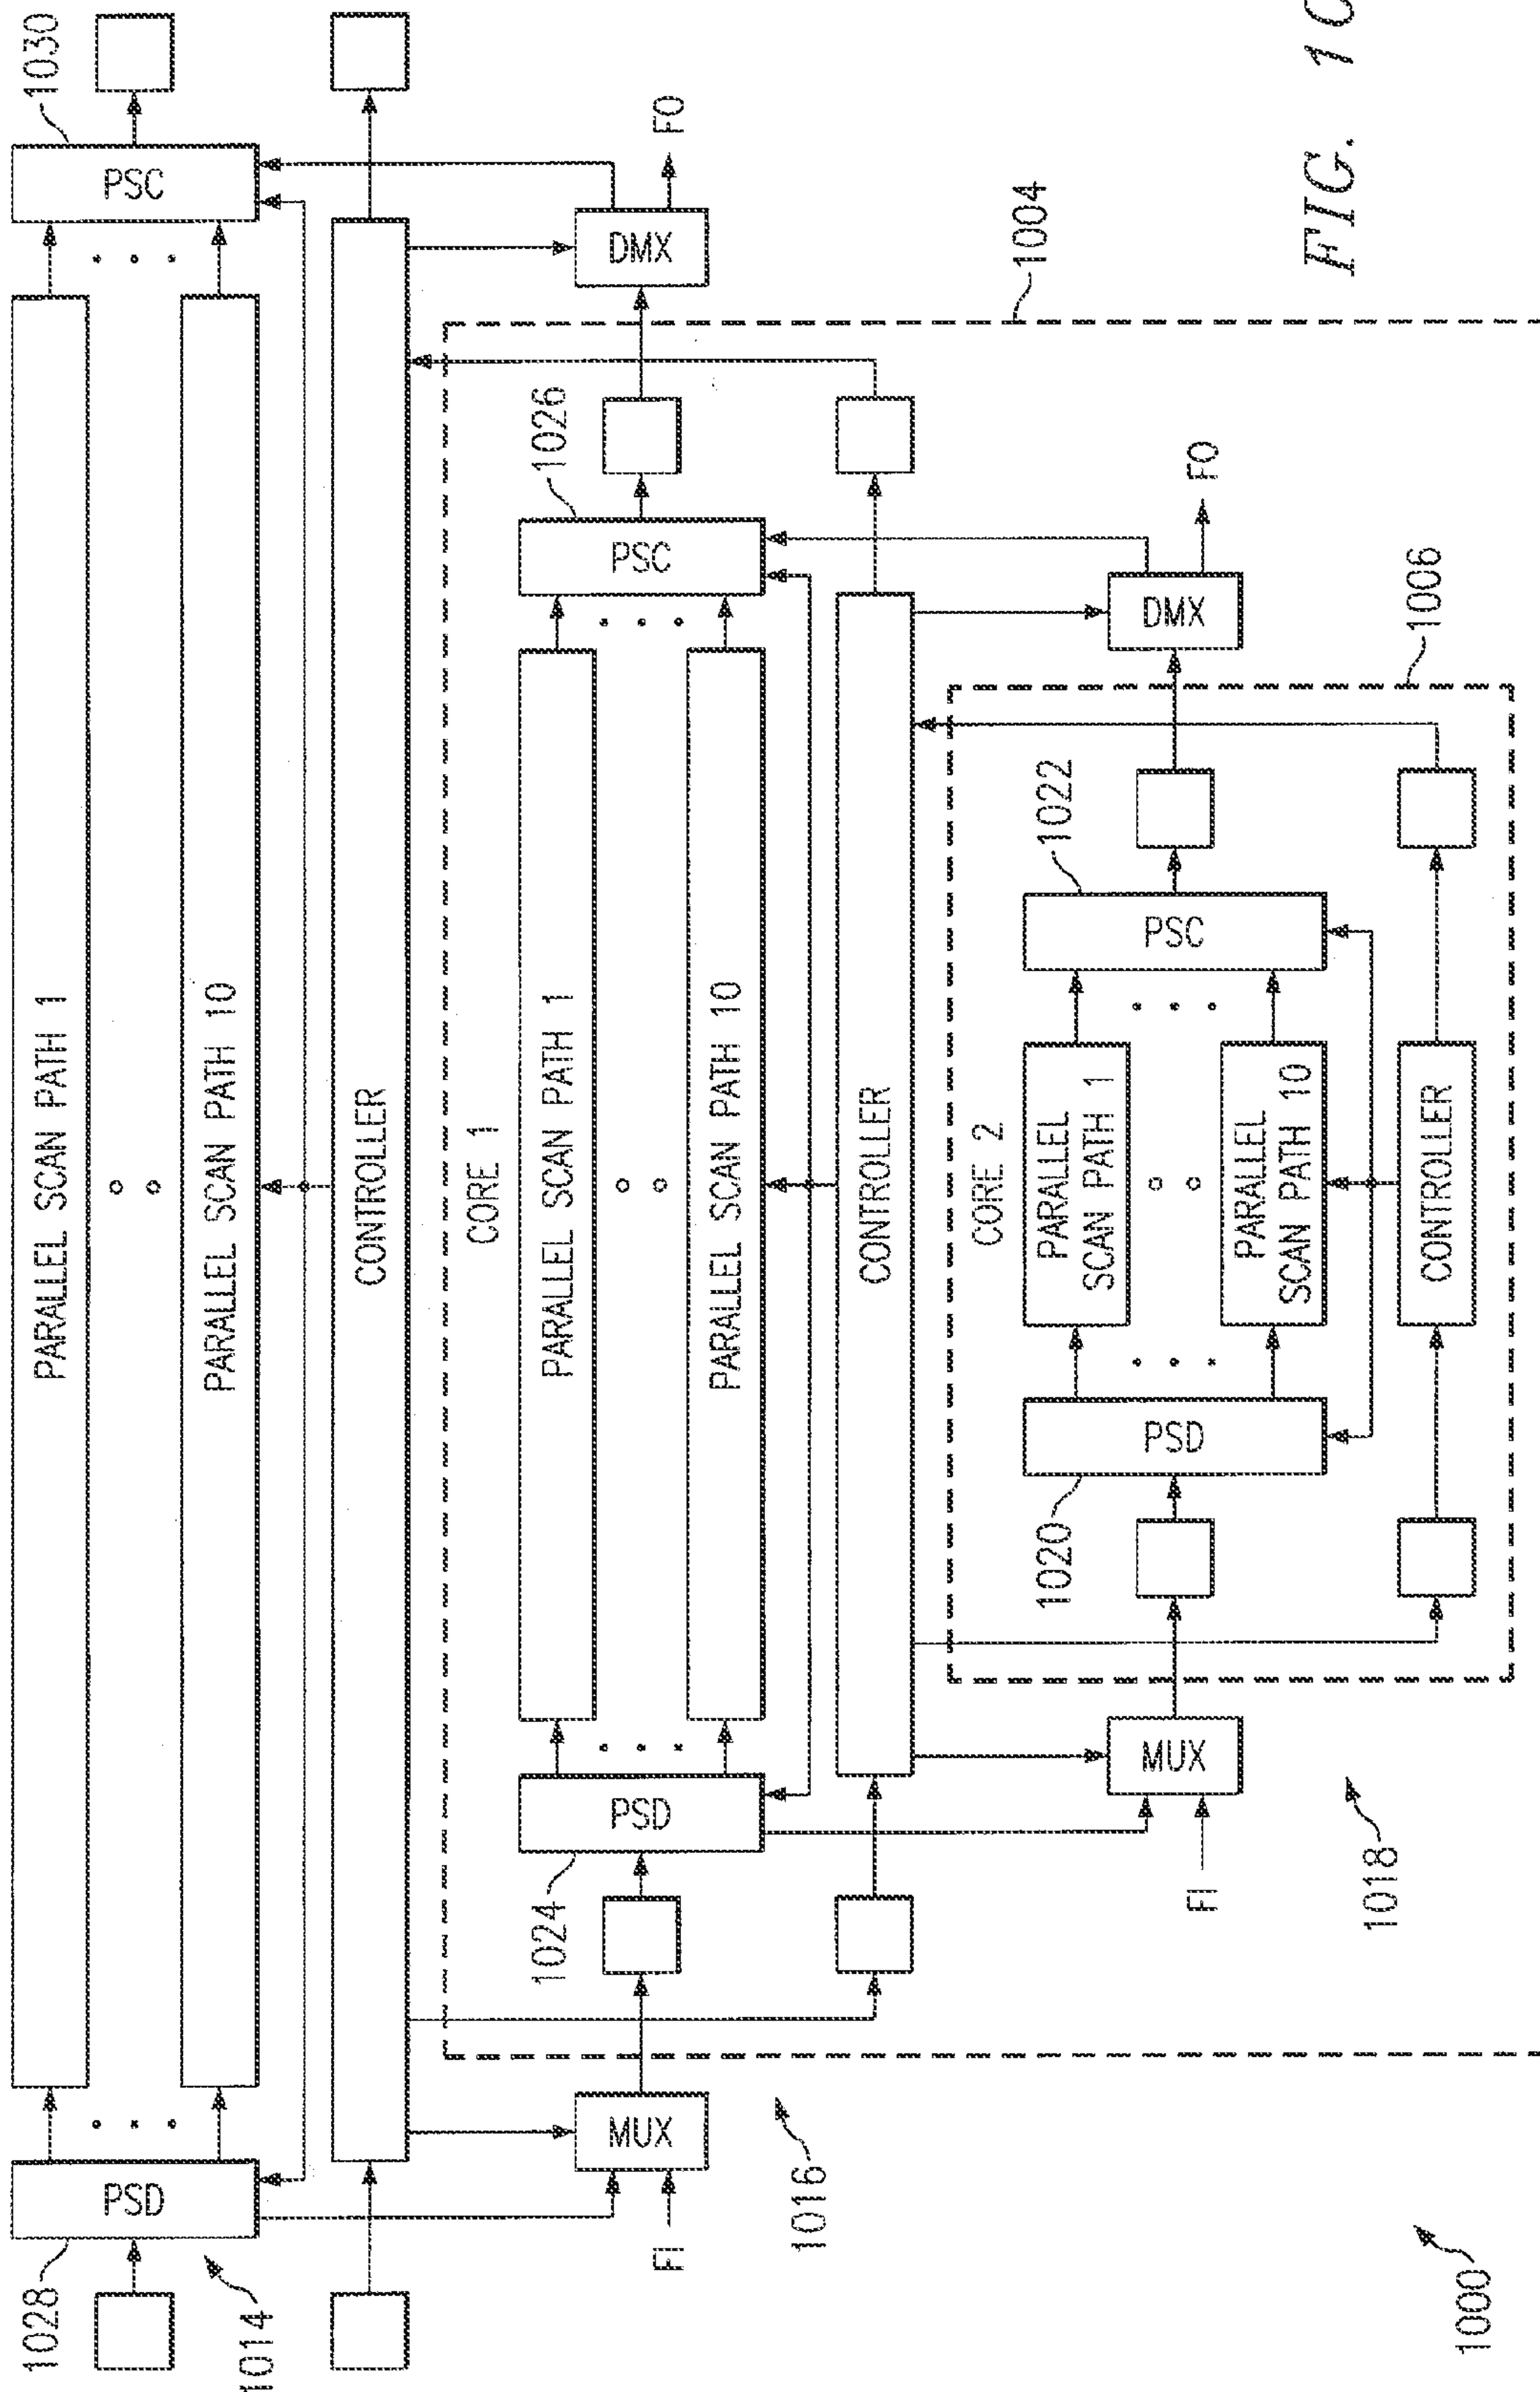 1028
1014
PSD
PARALLEL SCAN PATH 1
PARALLEL SCAN PATH 10
PSC
1030
CONTROLLER
FI
MUX
1016
DMX
FO
1004
CORE 1
1024
PSD
PARALLEL SCAN PATH 1
PARALLEL SCAN PATH 10
PSC
1026
CONTROLLER
FI
MUX
1018
DMX
FO
1006
CORE 2
1020
PSD
PARALLEL
SCAN PATH 1
PARALLEL
SCAN PATH 10
PSC
1022
CONTROLLER
1000
FIG. 10